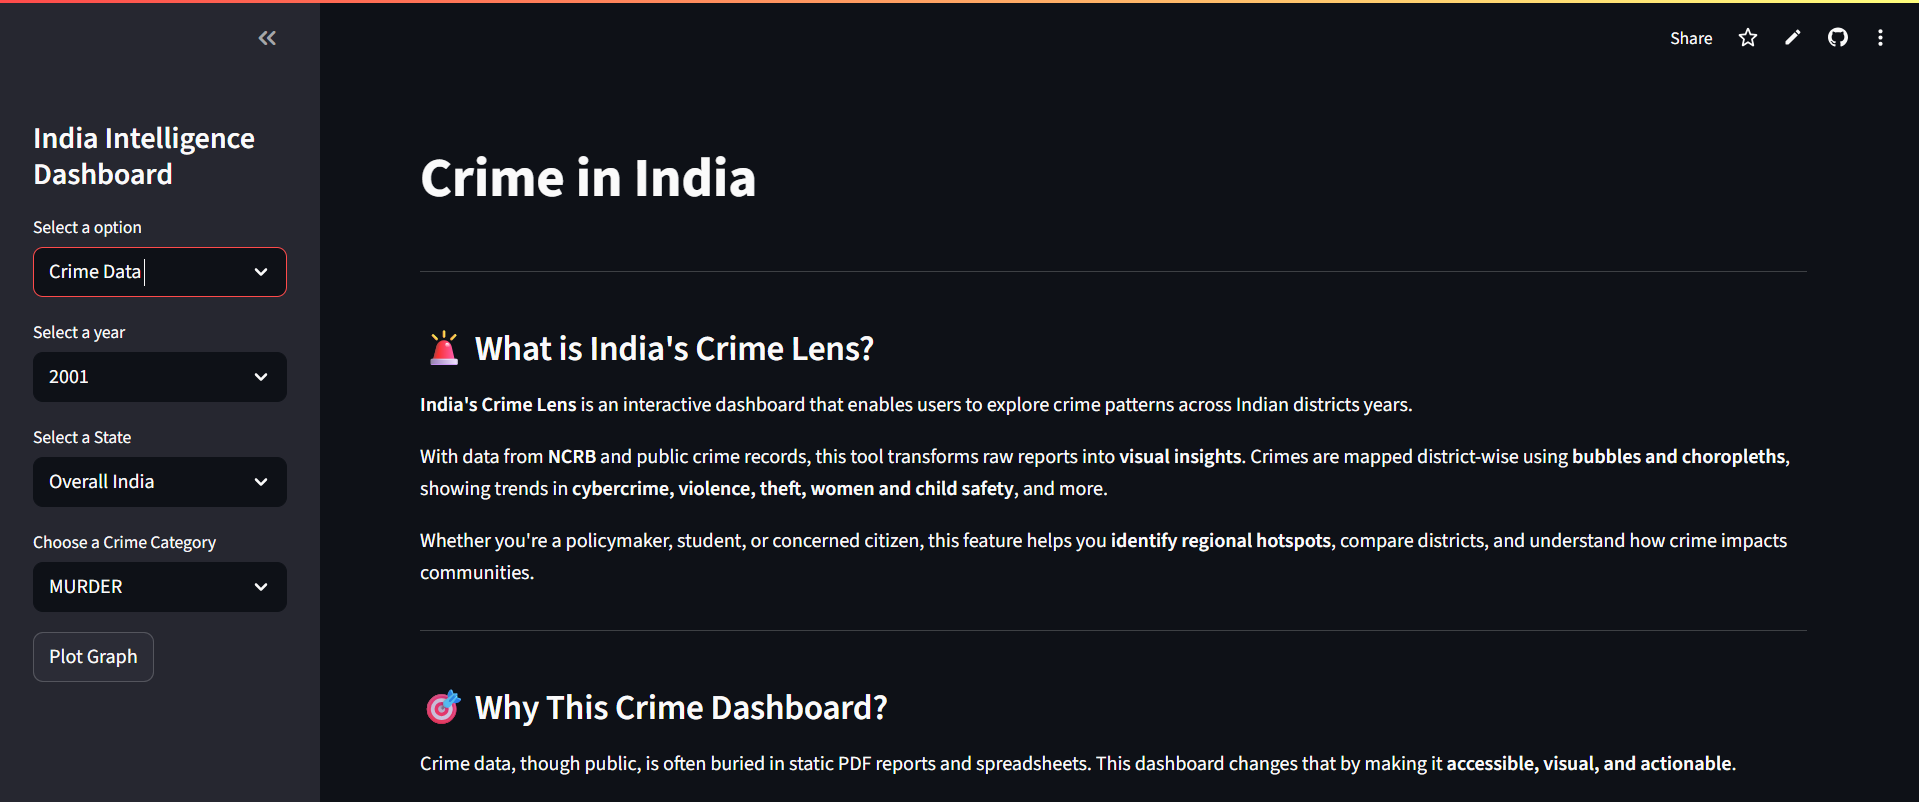 India Intelligence
Dashboard
Select a option
Crime Data
Select a year
2001
Select a State
Overall India
Choose a Crime Category
MURDER
Plot Graph
Share
Crime in India
What is India's Crime Lens?
India's Crime Lens is an interactive dashboard that enables users to explore crime patterns across Indian districts years.
With data from NCRB and public crime records, this tool transforms raw reports into visual insights. Crimes are mapped district-wise using bubbles and choropleths,
showing trends in cybercrime, violence, theft, women and child safety, and more.
Whether you're a policymaker, student, or concerned citizen, this feature helps you identify regional hotspots, compare districts, and understand how crime impacts
communities.
Why This Crime Dashboard?
Crime data, though public, is often buried in static PDF reports and spreadsheets. This dashboard changes that by making it accessible, visual, and actionable.